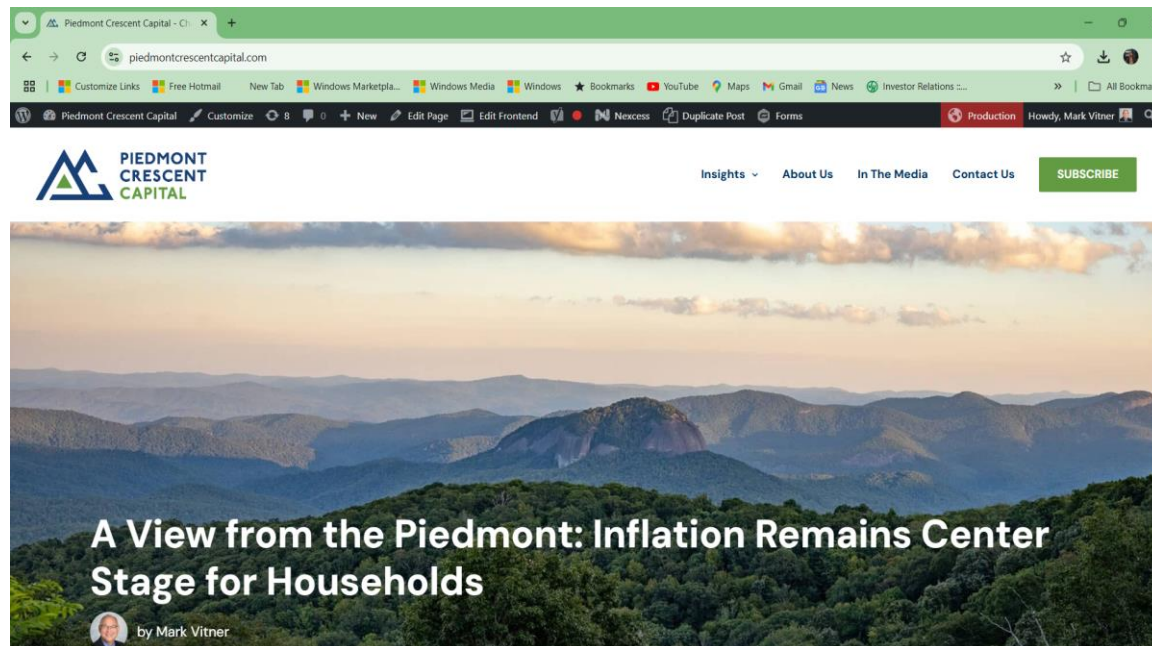 Piedmont Crescent Capital - Ch
piedmontcrescentcapital.com
Customize Links Free Hotmail New Tab Windows Marketpla... Windows Media Windows Bookmarks YouTube Maps Gmail News Investor Relations ::... » All Bookma
Piedmont Crescent Capital Customize 8 0 + New Edit Page Edit Frontend Nexcess Duplicate Post Forms Production Howdy, Mark Vitner
PIEDMONT
CRESCENT
CAPITAL
Insights About Us In The Media Contact Us SUBSCRIBE
A View from the Piedmont: Inflation Remains Center
Stage for Households
by Mark Vitner